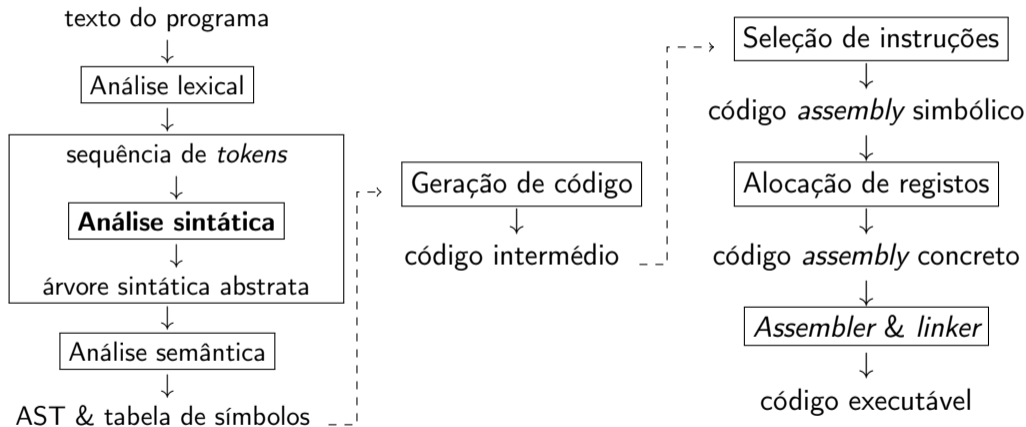 texto do programa
Análise lexical
sequência de tokens
Análise sintática
árvore sintática abstrata
Análise semântica
AST & tabela de símbolos
Geração de código
código intermédio
Seleção de instruções
código assembly simbólico
Alocação de registos
código assembly concreto
Assembler & linker
código executável